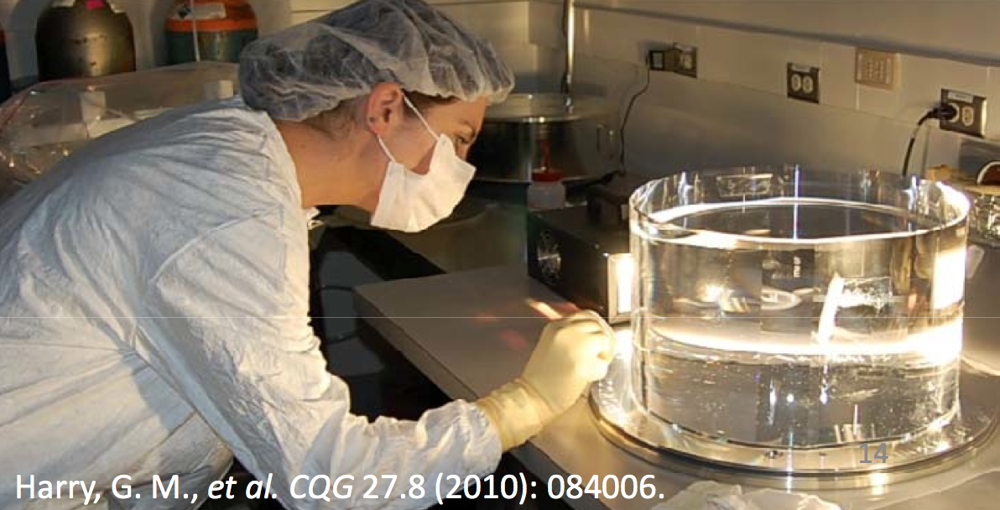 14
Harry, G. M., et al. CQG 27.8 (2010): 084006.